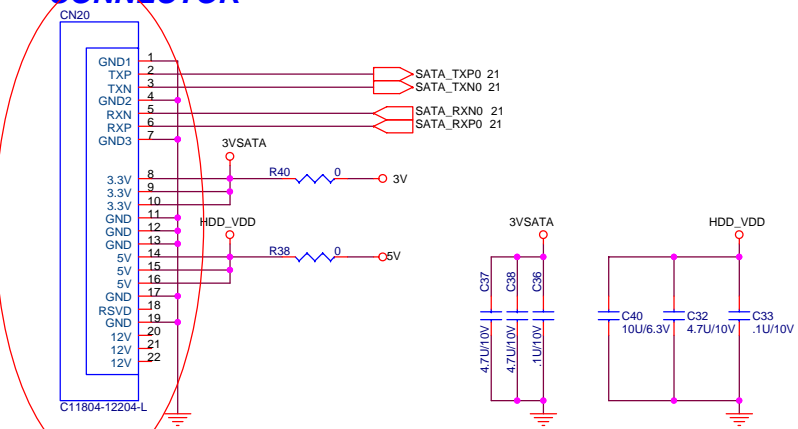 CONNECTOR
CN20
GND1 1
TXP 2 SATA_TXP0 21
TXN 3 SATA_TXN0 21
GND2 4
RXN 5 SATA_RXN0 21
RXP 6 SATA_RXP0 21
GND3 7
3VSATA
3.3V 8 R40 0 3V
3.3V 9
3.3V 10
GND 11
GND 12 HDD_VDD
GND 13
5V 14 R38 0 5V
5V 15
5V 16
GND 17
RSVD 18
GND 19
12V 20
12V 21
12V 22
C11804-12204-L
3VSATA
C37 C38 C36
4.7U/10V 4.7U/10V .1U/10V
HDD_VDD
C40 C32 C33
10U/6.3V 4.7U/10V .1U/10V